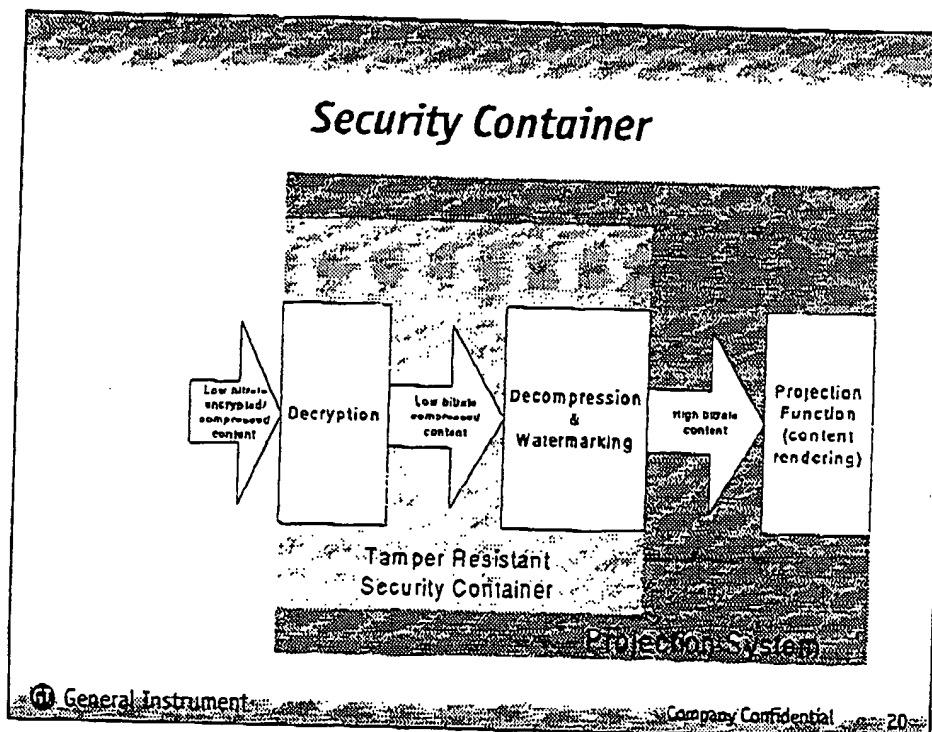 Security Container
Low bitrate
encrypted/
compressed
content
Decryption
Low bitrate
compressed
content
Decompression
&
Watermarking
High bitrate
content
Projection
Function
(content
rendering)
Tamper Resistant
Security Container
Projection System
GI General Instrument
Company Confidential
20